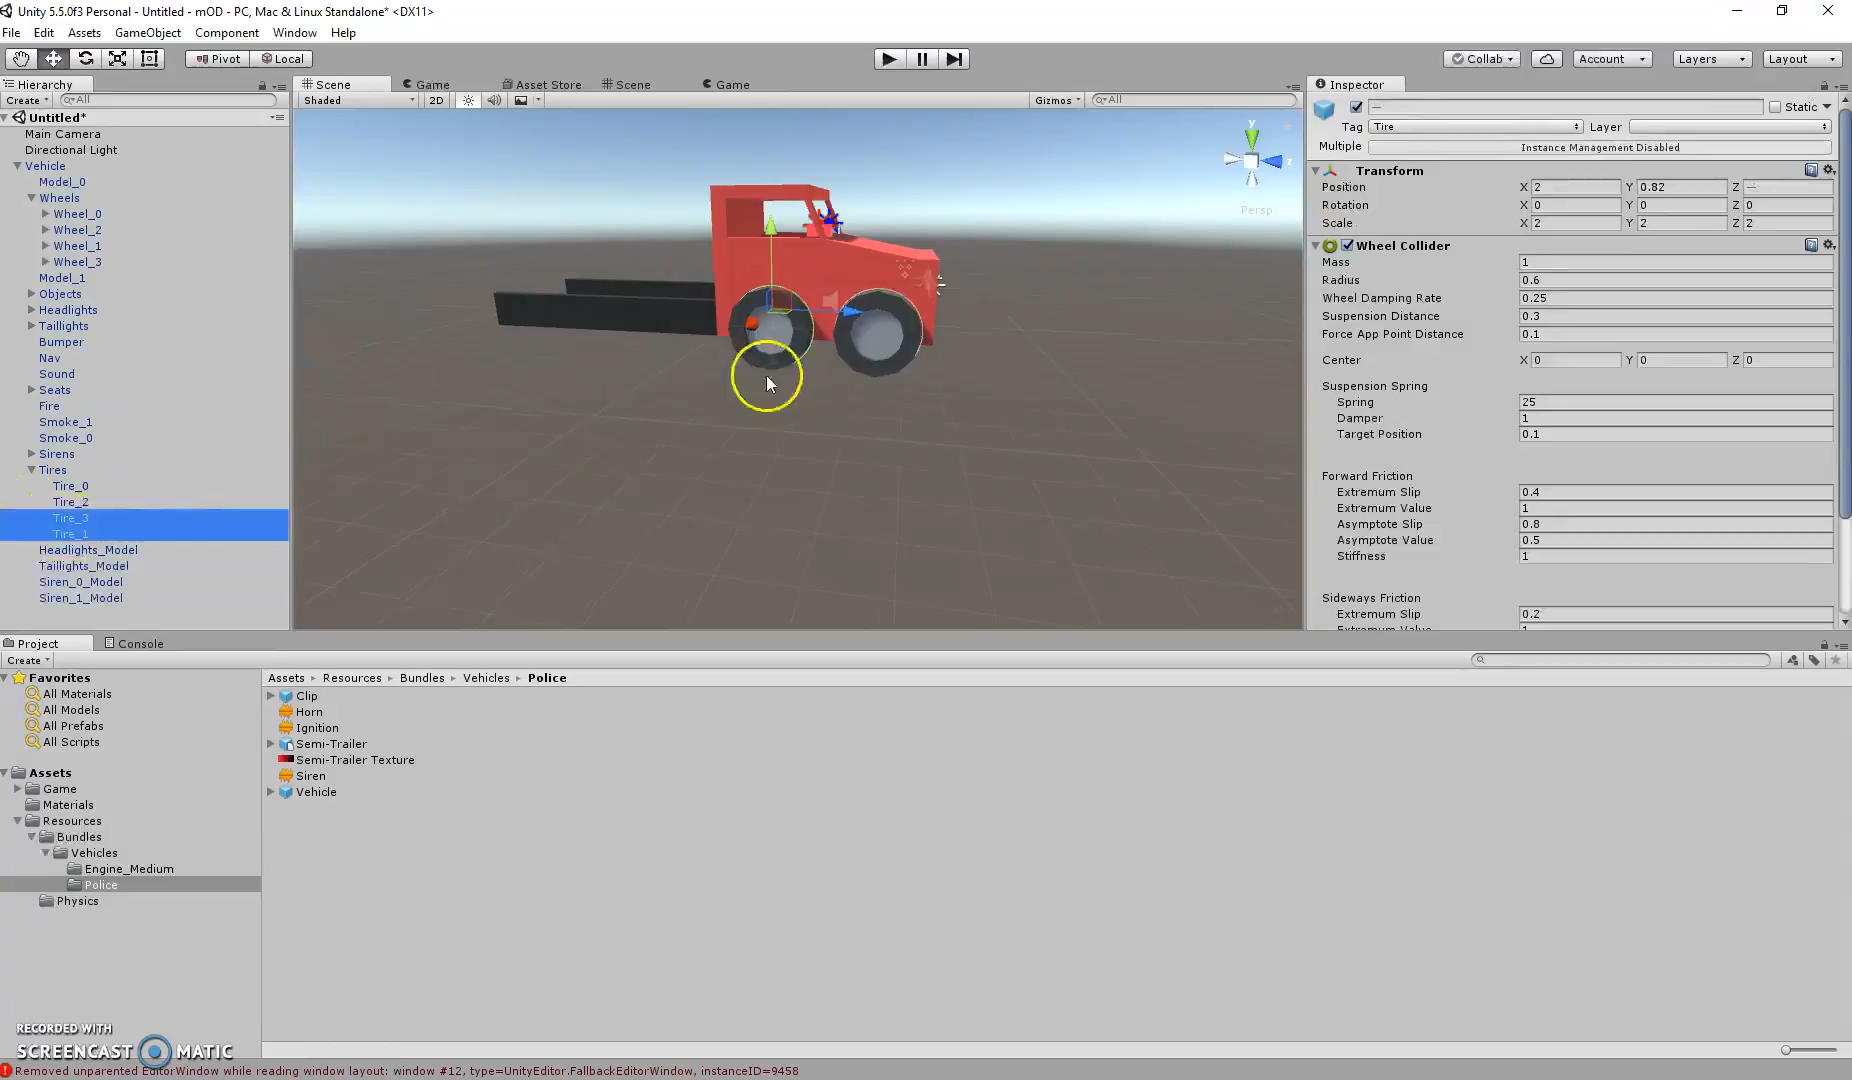 Unity 5.5.0f3 Personal - Untitled - mOD - PC, Mac & Linux Standalone* <DX11>
File Edit Assets GameObject Component Window Help
Pivot Local Collab Account Layers Layout
Hierarchy
Create All
Untitled*
Main Camera
Directional Light
Vehicle
Model_0
Wheels
Wheel_0
Wheel_2
Wheel_1
Wheel_3
Model_1
Objects
Headlights
Taillights
Bumper
Nav
Sound
Seats
Fire
Smoke_1
Smoke_0
Sirens
Tires
Tire_0
Tire_2
Tire_3
Tire_1
Headlights_Model
Taillights_Model
Siren_0_Model
Siren_1_Model
Scene Game Asset Store Scene Game
Shaded 2D Gizmos All
y
z
Persp
Inspector
— Static
Tag Tire Layer
Multiple Instance Management Disabled
Transform
Position X 2 Y 0.82 Z —
Rotation X 0 Y 0 Z 0
Scale X 2 Y 2 Z 2
Wheel Collider
Mass 1
Radius 0.6
Wheel Damping Rate 0.25
Suspension Distance 0.3
Force App Point Distance 0.1
Center X 0 Y 0 Z 0
Suspension Spring
Spring 25
Damper 1
Target Position 0.1
Forward Friction
Extremum Slip 0.4
Extremum Value 1
Asymptote Slip 0.8
Asymptote Value 0.5
Stiffness 1
Sideways Friction
Extremum Slip 0.2
Project Console
Create
Favorites
All Materials
All Models
All Prefabs
All Scripts
Assets
Game
Materials
Resources
Bundles
Vehicles
Engine_Medium
Police
Physics
Assets Resources Bundles Vehicles Police
Clip
Horn
Ignition
Semi-Trailer
Semi-Trailer Texture
Siren
Vehicle
RECORDED WITH
SCREENCAST MATIC
Removed unparented EditorWindow while reading window layout: window #12, type=UnityEditor.FallbackEditorWindow, instanceID=9458